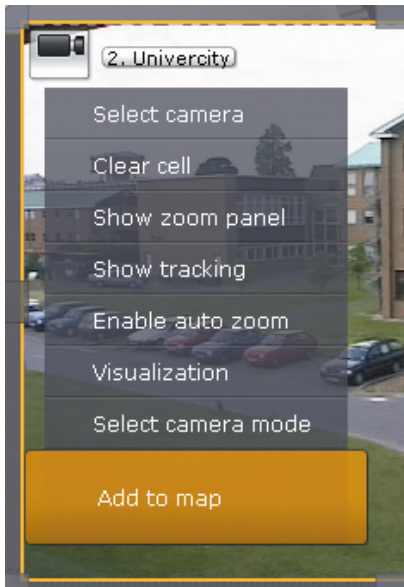 2. Univercity
Select camera
Clear cell
Show zoom panel
Show tracking
Enable auto zoom
Visualization
Select camera mode
Add to map